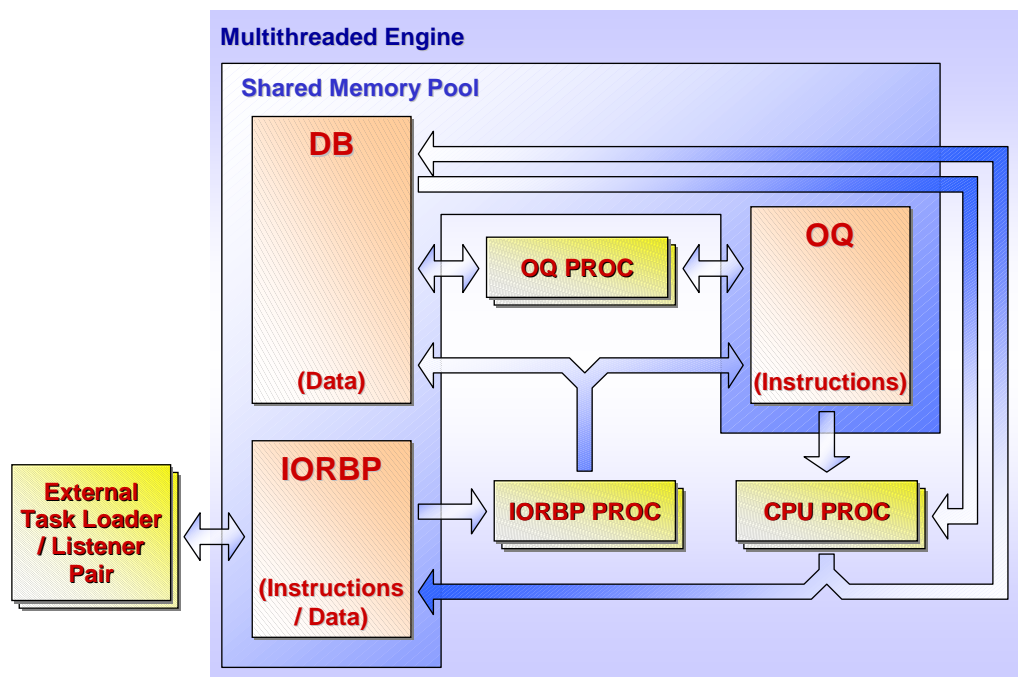 Multithreaded Engine
Shared Memory Pool
DB
OQ
OQ PROC
(Data)
(Instructions)
IORBP
External
Task Loader
/ Listener
Pair
IORBP PROC
CPU PROC
(Instructions
/ Data)